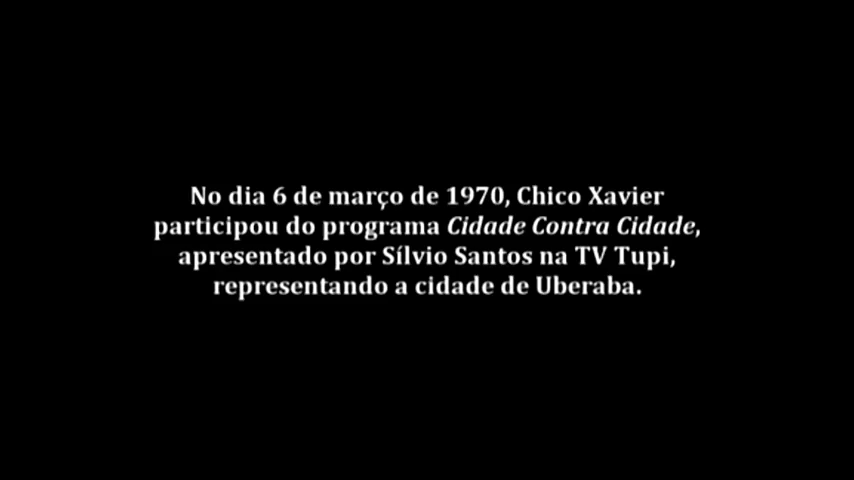 No dia 6 de março de 1970, Chico Xavier
participou do programa Cidade Contra Cidade,
apresentado por Sílvio Santos na TV Tupi,
representando a cidade de Uberaba.